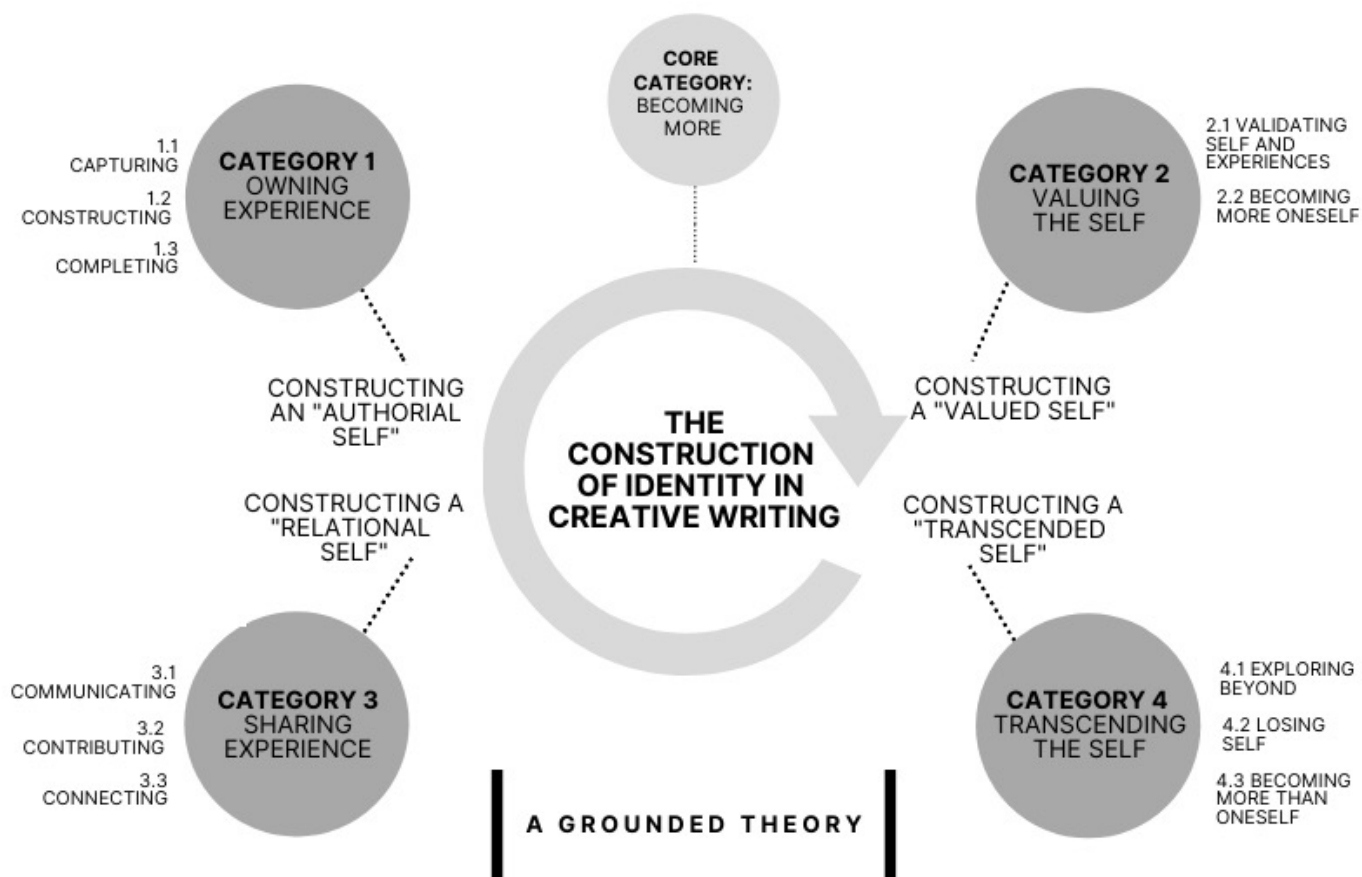 CORE
CATEGORY:
BECOMING
MORE
1.1
CAPTURING
1.2
CONSTRUCTING
1.3
COMPLETING
CATEGORY 1
OWNING
EXPERIENCE
CONSTRUCTING
AN "AUTHORIAL
SELF"
CATEGORY 2
VALUING
THE SELF
2.1 VALIDATING
SELF AND
EXPERIENCES
2.2 BECOMING
MORE ONESELF
CONSTRUCTING
A "VALUED SELF"
THE
CONSTRUCTION
OF IDENTITY IN
CREATIVE WRITING
CONSTRUCTING A
"RELATIONAL
SELF"
3.1
COMMUNICATING
3.2
CONTRIBUTING
3.3
CONNECTING
CATEGORY 3
SHARING
EXPERIENCE
CONSTRUCTING A
"TRANSCENDED
SELF"
CATEGORY 4
TRANSCENDING
THE SELF
4.1 EXPLORING
BEYOND
4.2 LOSING
SELF
4.3 BECOMING
MORE THAN
ONESELF
A GROUNDED THEORY